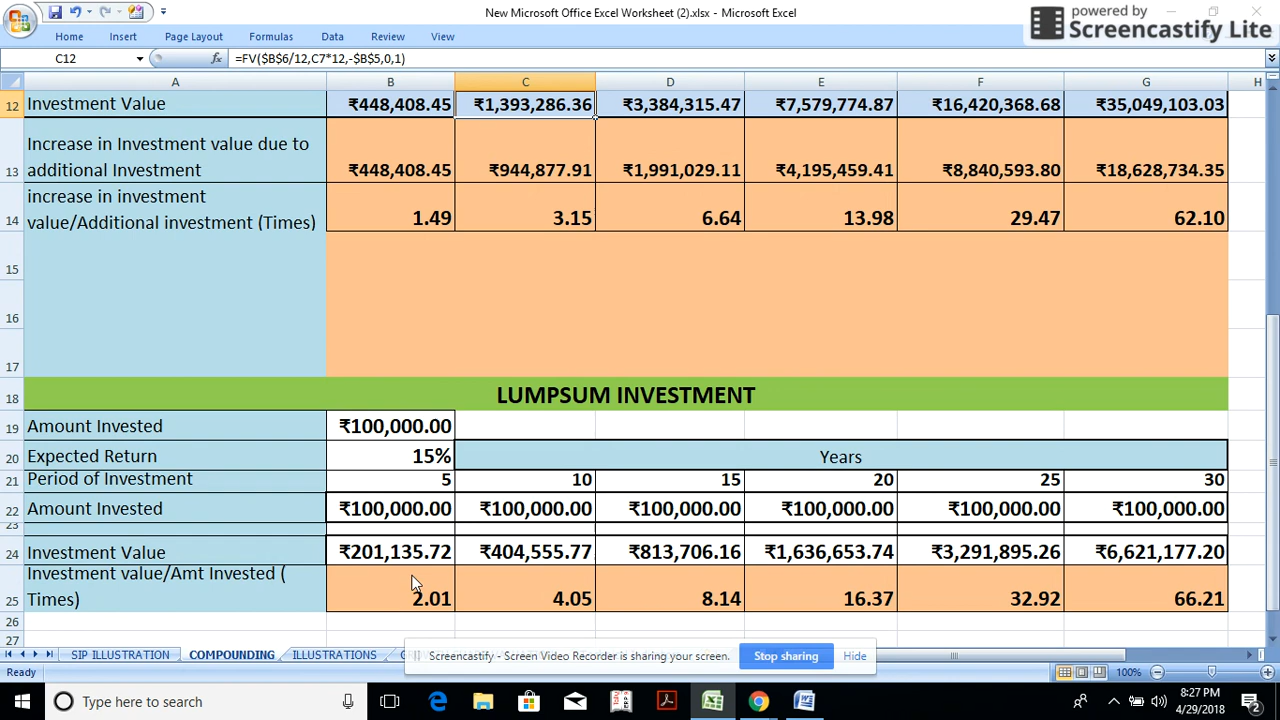 New Microsoft Office Excel Worksheet (2).xlsx - Microsoft Excel
powered by
Screencastify Lite
Home Insert Page Layout Formulas Data Review View
C12 fx =FV($B$6/12,C7*12,-$B$5,0,1)
A B C D E F G H
12 Investment Value ₹448,408.45 ₹1,393,286.36 ₹3,384,315.47 ₹7,579,774.87 ₹16,420,368.68 ₹35,049,103.03
Increase in Investment value due to
13 additional Investment ₹448,408.45 ₹944,877.91 ₹1,991,029.11 ₹4,195,459.41 ₹8,840,593.80 ₹18,628,734.35
increase in investment
14 value/Additional investment (Times) 1.49 3.15 6.64 13.98 29.47 62.10
15
16
17
18 LUMPSUM INVESTMENT
19 Amount Invested ₹100,000.00
20 Expected Return 15% Years
21 Period of Investment 5 10 15 20 25 30
22 Amount Invested ₹100,000.00 ₹100,000.00 ₹100,000.00 ₹100,000.00 ₹100,000.00 ₹100,000.00
23
24 Investment Value ₹201,135.72 ₹404,555.77 ₹813,706.16 ₹1,636,653.74 ₹3,291,895.26 ₹6,621,177.20
Investment value/Amt Invested (
25 Times) 2.01 4.05 8.14 16.37 32.92 66.21
26
27
SIP ILLUSTRATION COMPOUNDING ILLUSTRATIONS
Screencastify - Screen Video Recorder is sharing your screen. Stop sharing Hide
Ready 100%
Type here to search
8:27 PM
4/29/2018
2